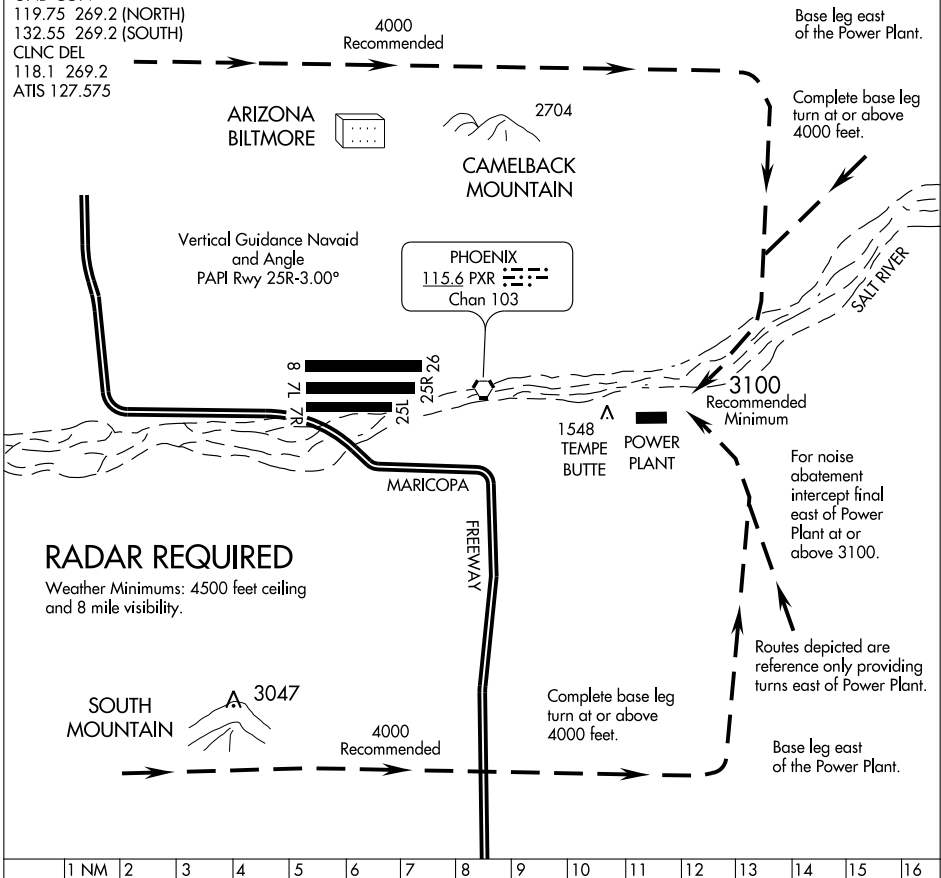 119.75 269.2 (NORTH)
132.55 269.2 (SOUTH)
CLNC DEL
118.1 269.2
ATIS 127.575
4000
Recommended
Base leg east
of the Power Plant.
Complete base leg
turn at or above
4000 feet.
ARIZONA
BILTMORE
2704
CAMELBACK
MOUNTAIN
Vertical Guidance Navaid
and Angle
PAPI Rwy 25R-3.00°
PHOENIX
115.6 PXR
Chan 103
SALT RIVER
8
26
7L
25R
7R
25L
3100
Recommended
Minimum
1548
TEMPE
BUTTE
POWER
PLANT
MARICOPA
FREEWAY
For noise
abatement
intercept final
east of Power
Plant at or
above 3100.
RADAR REQUIRED
Weather Minimums: 4500 feet ceiling
and 8 mile visibility.
Routes depicted are
reference only providing
turns east of Power Plant.
SOUTH
MOUNTAIN
3047
4000
Recommended
Complete base leg
turn at or above
4000 feet.
Base leg east
of the Power Plant.
1 NM 2 3 4 5 6 7 8 9 10 11 12 13 14 15 16